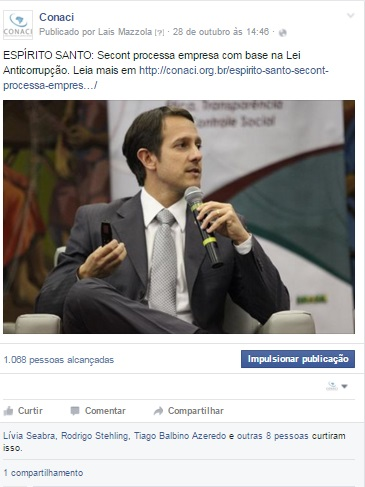 CONACI
Conaci
Publicado por Lais Mazzola [?] · 28 de outubro às 14:46 ·
ESPÍRITO SANTO: Secont processa empresa com base na Lei
Anticorrupção. Leia mais em http://conaci.org.br/espirito-santo-secont-
processa-empres…/
Ética, Transparência
Controle Social
BRASIL
1.068 pessoas alcançadas
Impulsionar publicação
Curtir Comentar Compartilhar
Lívia Seabra, Rodrigo Stehling, Tiago Balbino Azeredo e outras 8 pessoas curtiram
isso.
1 compartilhamento